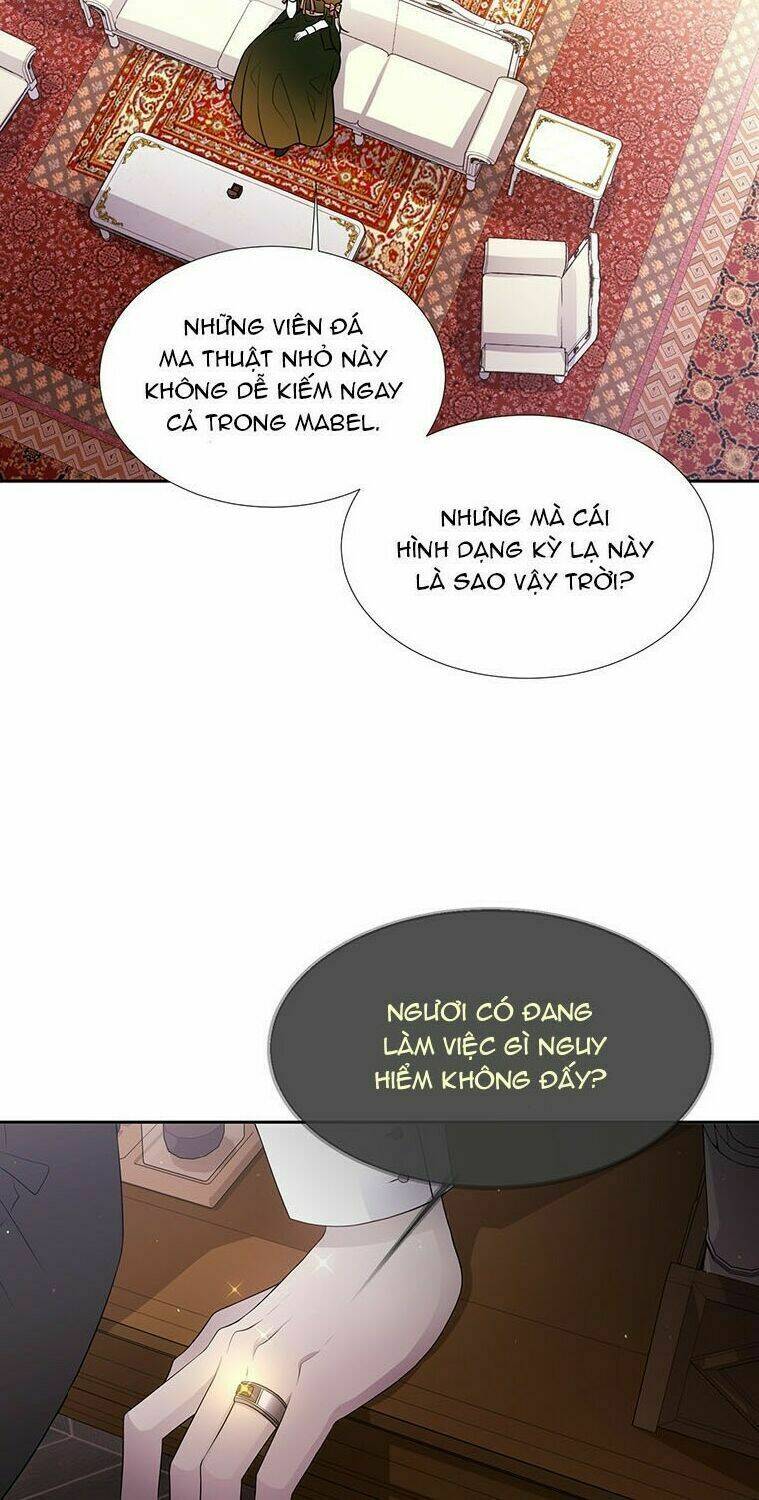 NHỮNG VIÊN ĐÁ
MA THUẬT NHỎ NÀY
KHÔNG DỄ KIẾM NGAY
CẢ TRONG MABEL.
NHƯNG MÀ CÁI
HÌNH DẠNG KỲ LẠ NÀY
LÀ SAO VẬY TRỜI?
NGƯƠI CÓ ĐANG
LÀM VIỆC GÌ NGUY
HIỂM KHÔNG ĐẤY?